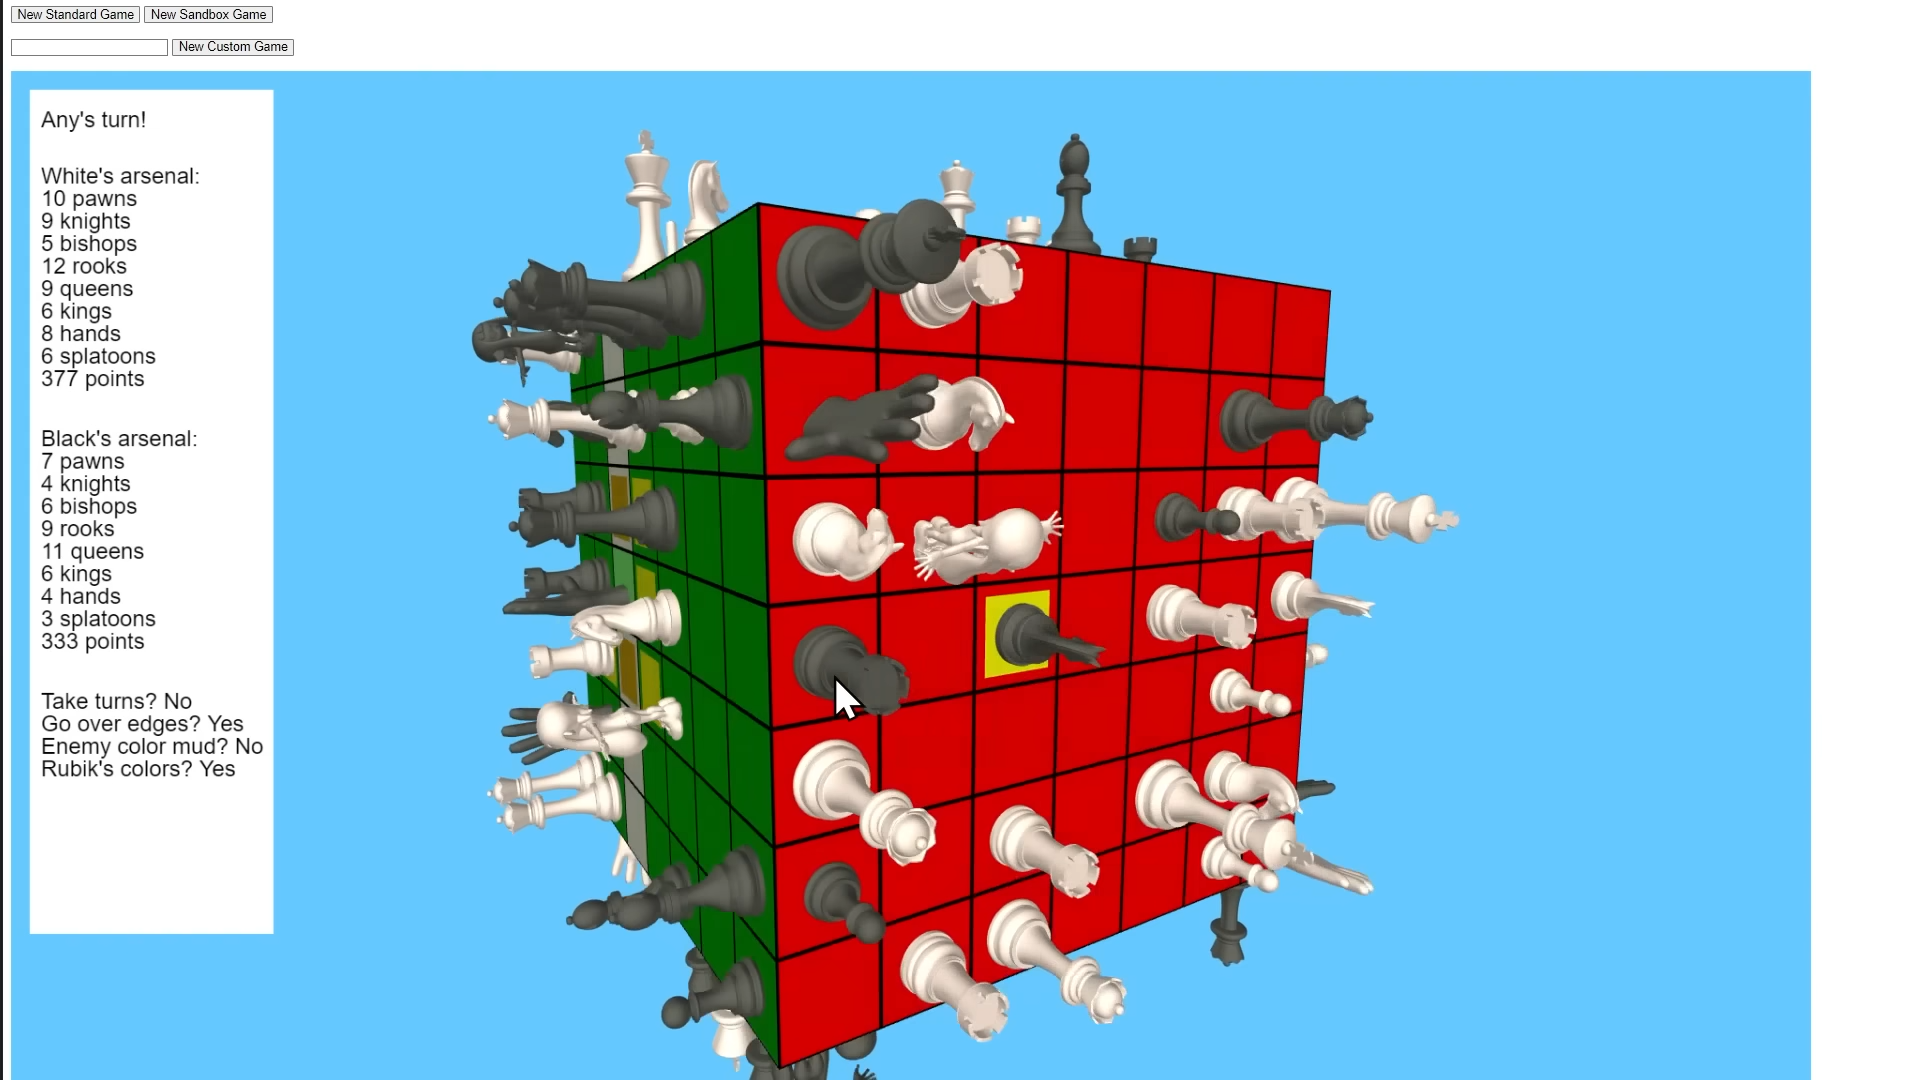 New Standard Game New Sandbox Game
New Custom Game
Any's turn!
White's arsenal:
10 pawns
9 knights
5 bishops
12 rooks
9 queens
6 kings
8 hands
6 splatoons
377 points
Black's arsenal:
7 pawns
4 knights
6 bishops
9 rooks
11 queens
6 kings
4 hands
3 splatoons
333 points
Take turns? No
Go over edges? Yes
Enemy color mud? No
Rubik's colors? Yes